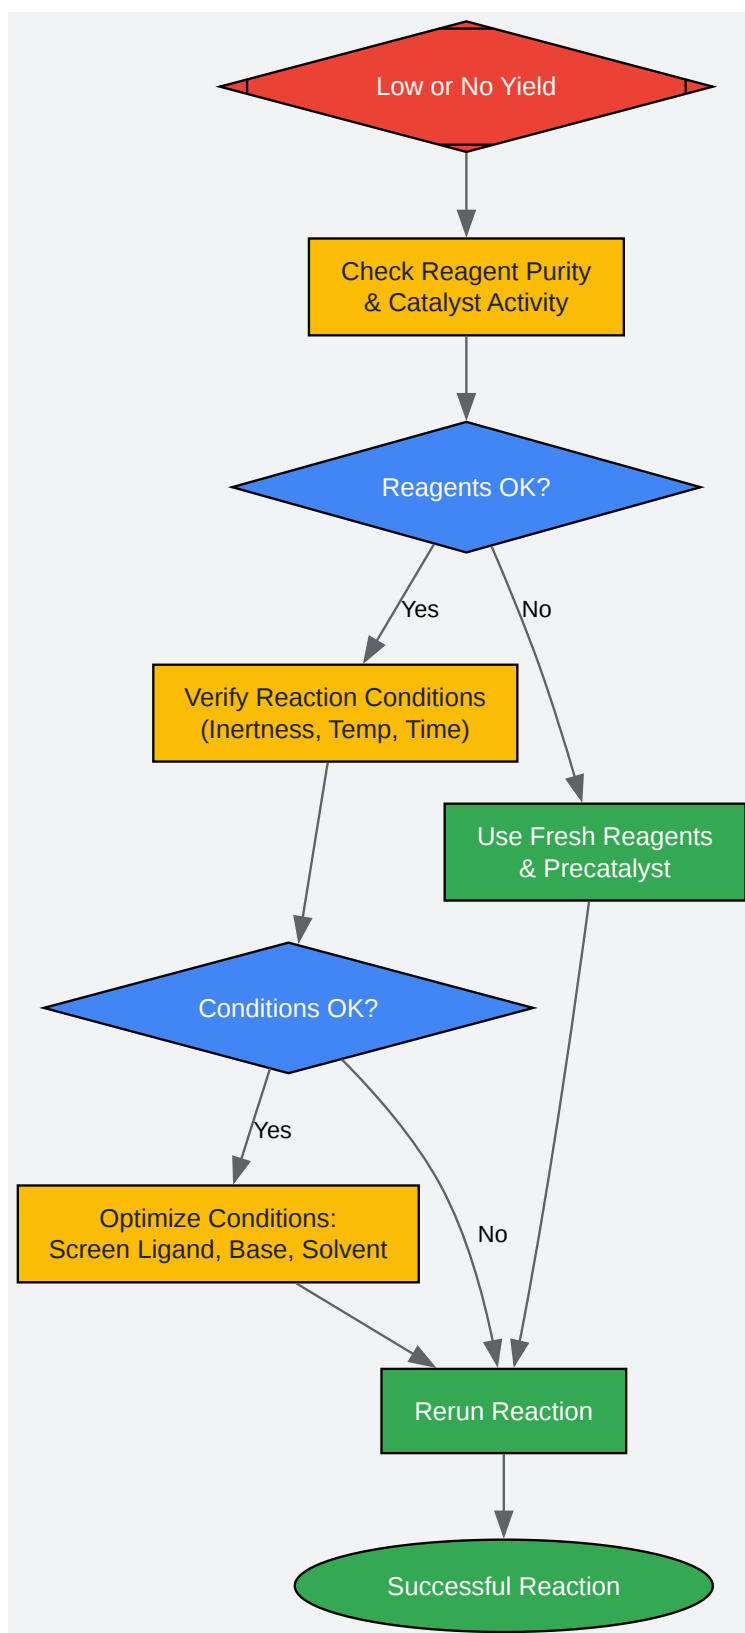 Low or No Yield
Check Reagent Purity
& Catalyst Activity
Reagents OK?
Yes
No
Verify Reaction Conditions
(Inertness, Temp, Time)
Use Fresh Reagents
& Precatalyst
Conditions OK?
Yes
Optimize Conditions:
Screen Ligand, Base, Solvent
No
Rerun Reaction
Successful Reaction